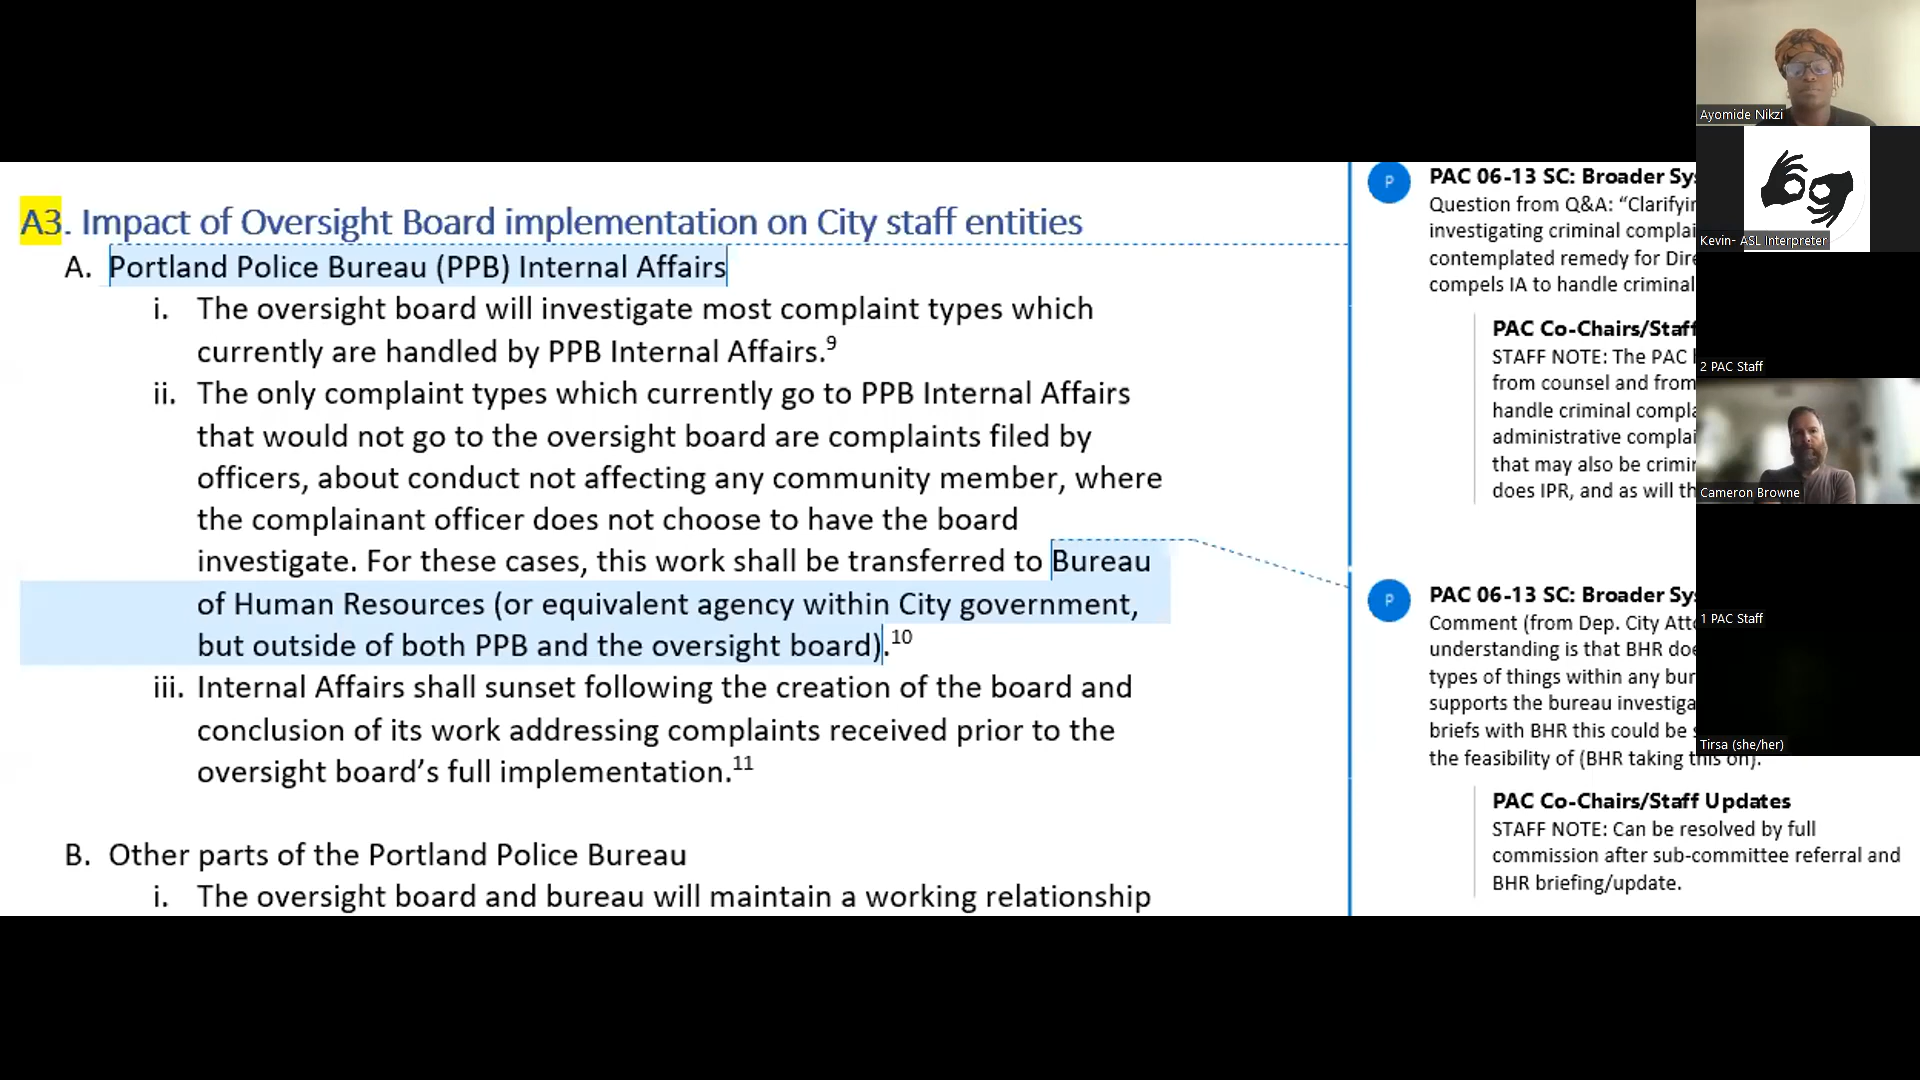 A3. Impact of Oversight Board implementation on City staff entities
A. Portland Police Bureau (PPB) Internal Affairs
i. The oversight board will investigate most complaint types which
currently are handled by PPB Internal Affairs.9
ii. The only complaint types which currently go to PPB Internal Affairs
that would not go to the oversight board are complaints filed by
officers, about conduct not affecting any community member, where
the complainant officer does not choose to have the board
investigate. For these cases, this work shall be transferred to Bureau
of Human Resources (or equivalent agency within City government,
but outside of both PPB and the oversight board).10
iii. Internal Affairs shall sunset following the creation of the board and
conclusion of its work addressing complaints received prior to the
oversight board's full implementation.11
B. Other parts of the Portland Police Bureau
i. The oversight board and bureau will maintain a working relationship
P
PAC 06-13 SC: Broader Sy
Question from Q&A: "Clarifyin
investigating criminal complai
contemplated remedy for Dire
compels IA to handle criminal
PAC Co-Chairs/Staff
STAFF NOTE: The PAC
from counsel and from
handle criminal compla
administrative complai
that may also be crimin
does IPR, and as will th
P
PAC 06-13 SC: Broader Sy
Comment (from Dep. City Att
understanding is that BHR doe
types of things within any bur
supports the bureau investiga
briefs with BHR this could be
the feasibility of (BHR taking this on).
PAC Co-Chairs/Staff Updates
STAFF NOTE: Can be resolved by full
commission after sub-committee referral and
BHR briefing/update.
Ayomide Nikzi
Kevin- ASL Interpreter
2 PAC Staff
Cameron Browne
1 PAC Staff
Tirsa (she/her)